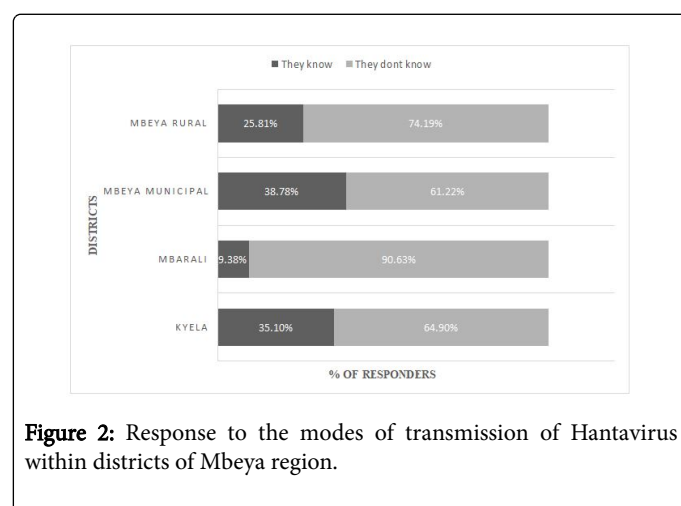 They know They dont know
MBEYA RURAL 25.81% 74.19%
MBEYA MUNICIPAL 38.78% 61.22%
DISTRICTS
MBARALI 9.38% 90.63%
KYELA 35.10% 64.90%
% OF RESPONDERS
Figure 2: Response to the modes of transmission of Hantavirus
within districts of Mbeya region.